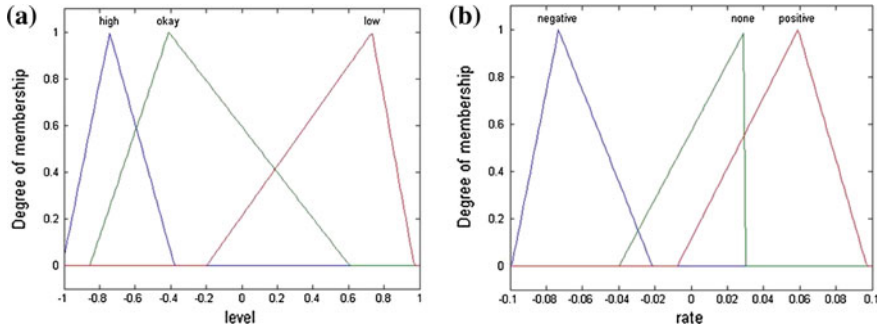 (a)
high okay low
Degree of membership
1
0.8
0.6
0.4
0.2
0
-1 -0.8 -0.6 -0.4 -0.2 0 0.2 0.4 0.6 0.8 1
level
(b)
negative none positive
Degree of membership
1
0.8
0.6
0.4
0.2
0
-0.1 -0.08 -0.06 -0.04 -0.02 0 0.02 0.04 0.06 0.08 0.1
rate